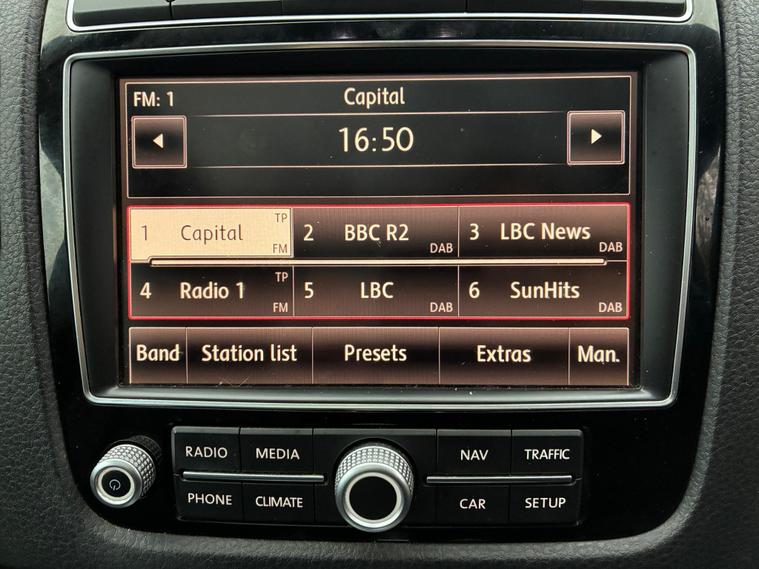 FM: 1 Capital
16:50
1 Capital TP FM 2 BBC R2 DAB 3 LBC News DAB
4 Radio 1 TP FM 5 LBC DAB 6 SunHits DAB
Band Station list Presets Extras Man.
RADIO MEDIA NAV TRAFFIC
PHONE CLIMATE CAR SETUP